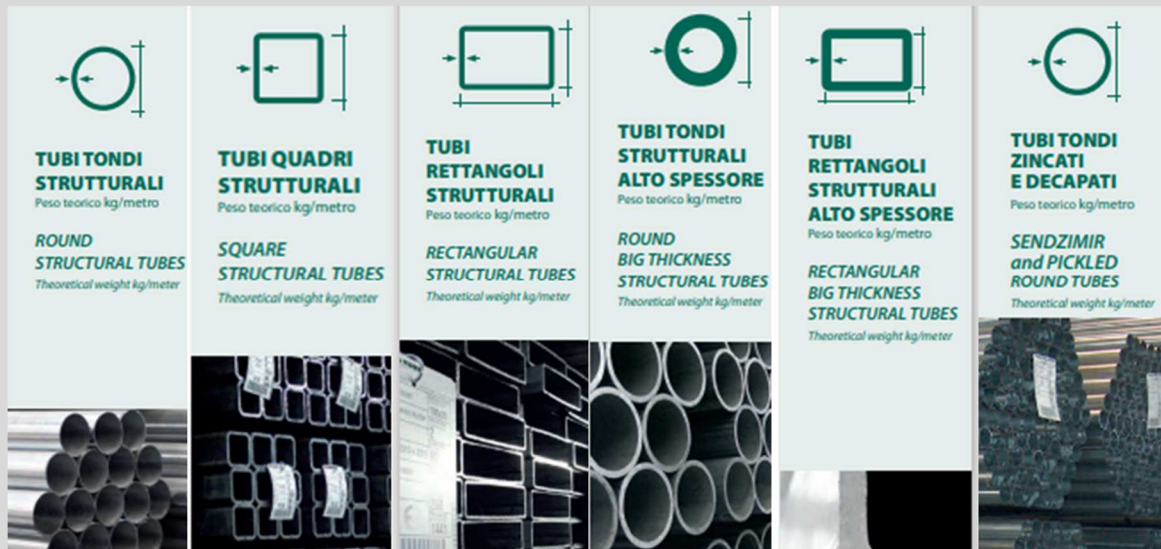 TUBI TONDI
STRUTTURALI
Peso teorico kg/metro
ROUND
STRUCTURAL TUBES
Theoretical weight kg/meter
TUBI QUADRI
STRUTTURALI
Peso teorico kg/metro
SQUARE
STRUCTURAL TUBES
Theoretical weight kg/meter
TUBI
RETTANGOLI
STRUTTURALI
Peso teorico kg/metro
RECTANGULAR
STRUCTURAL TUBES
Theoretical weight kg/meter
TUBI TONDI
STRUTTURALI
ALTO SPESSORE
Peso teorico kg/metro
ROUND
BIG THICKNESS
STRUCTURAL TUBES
Theoretical weight kg/meter
TUBI
RETTANGOLI
STRUTTURALI
ALTO SPESSORE
Peso teorico kg/metro
RECTANGULAR
BIG THICKNESS
STRUCTURAL TUBES
Theoretical weight kg/meter
TUBI TONDI
ZINCATI
E DECAPATI
Peso teorico kg/metro
SENDZIMIR
and PICKLED
ROUND TUBES
Theoretical weight kg/meter